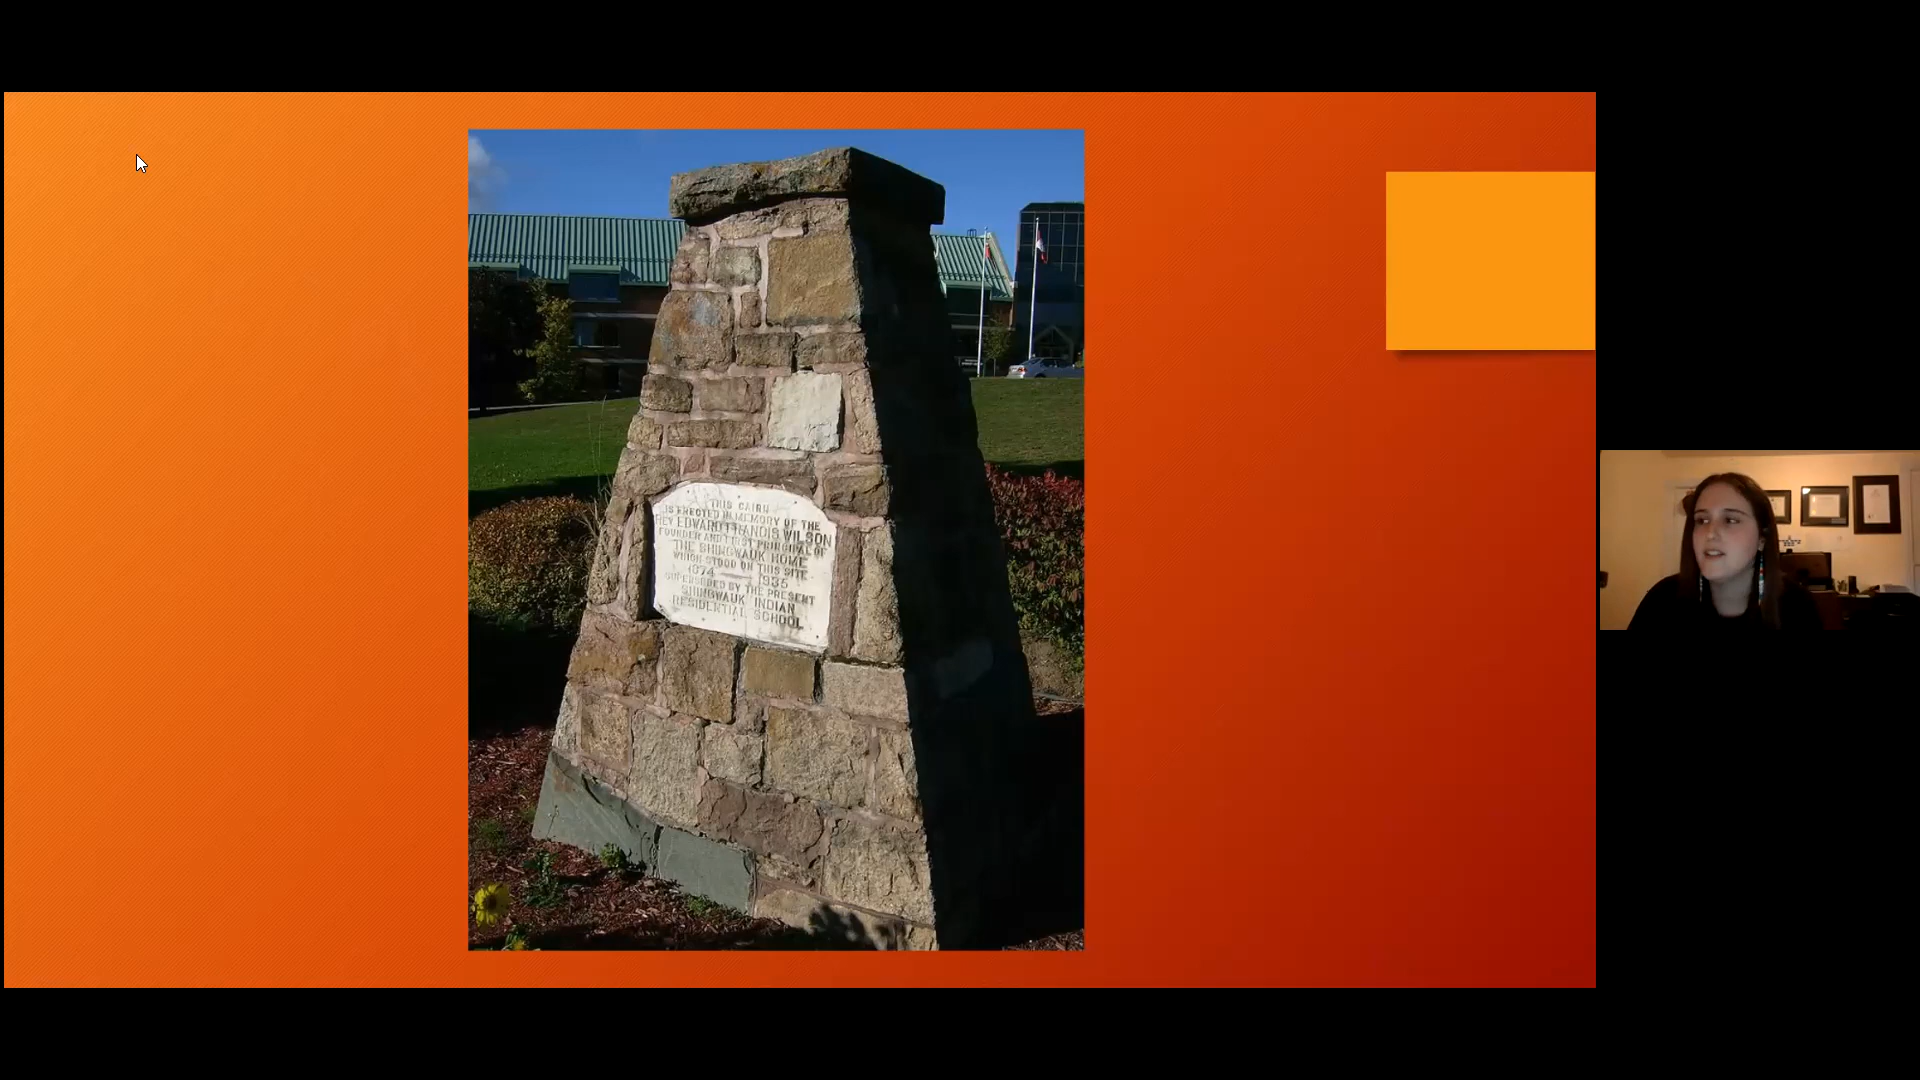 THIS CAIRN
IS ERECTED IN MEMORY OF THE
REV EDWARD FRANCIS WILSON
FOUNDER AND FIRST PRINCIPAL OF
THE SHINGWAUK HOME
WHICH STOOD ON THIS SITE
1874 — 1935
SUPERSEDED BY THE PRESENT
SHINGWAUK INDIAN
RESIDENTIAL SCHOOL